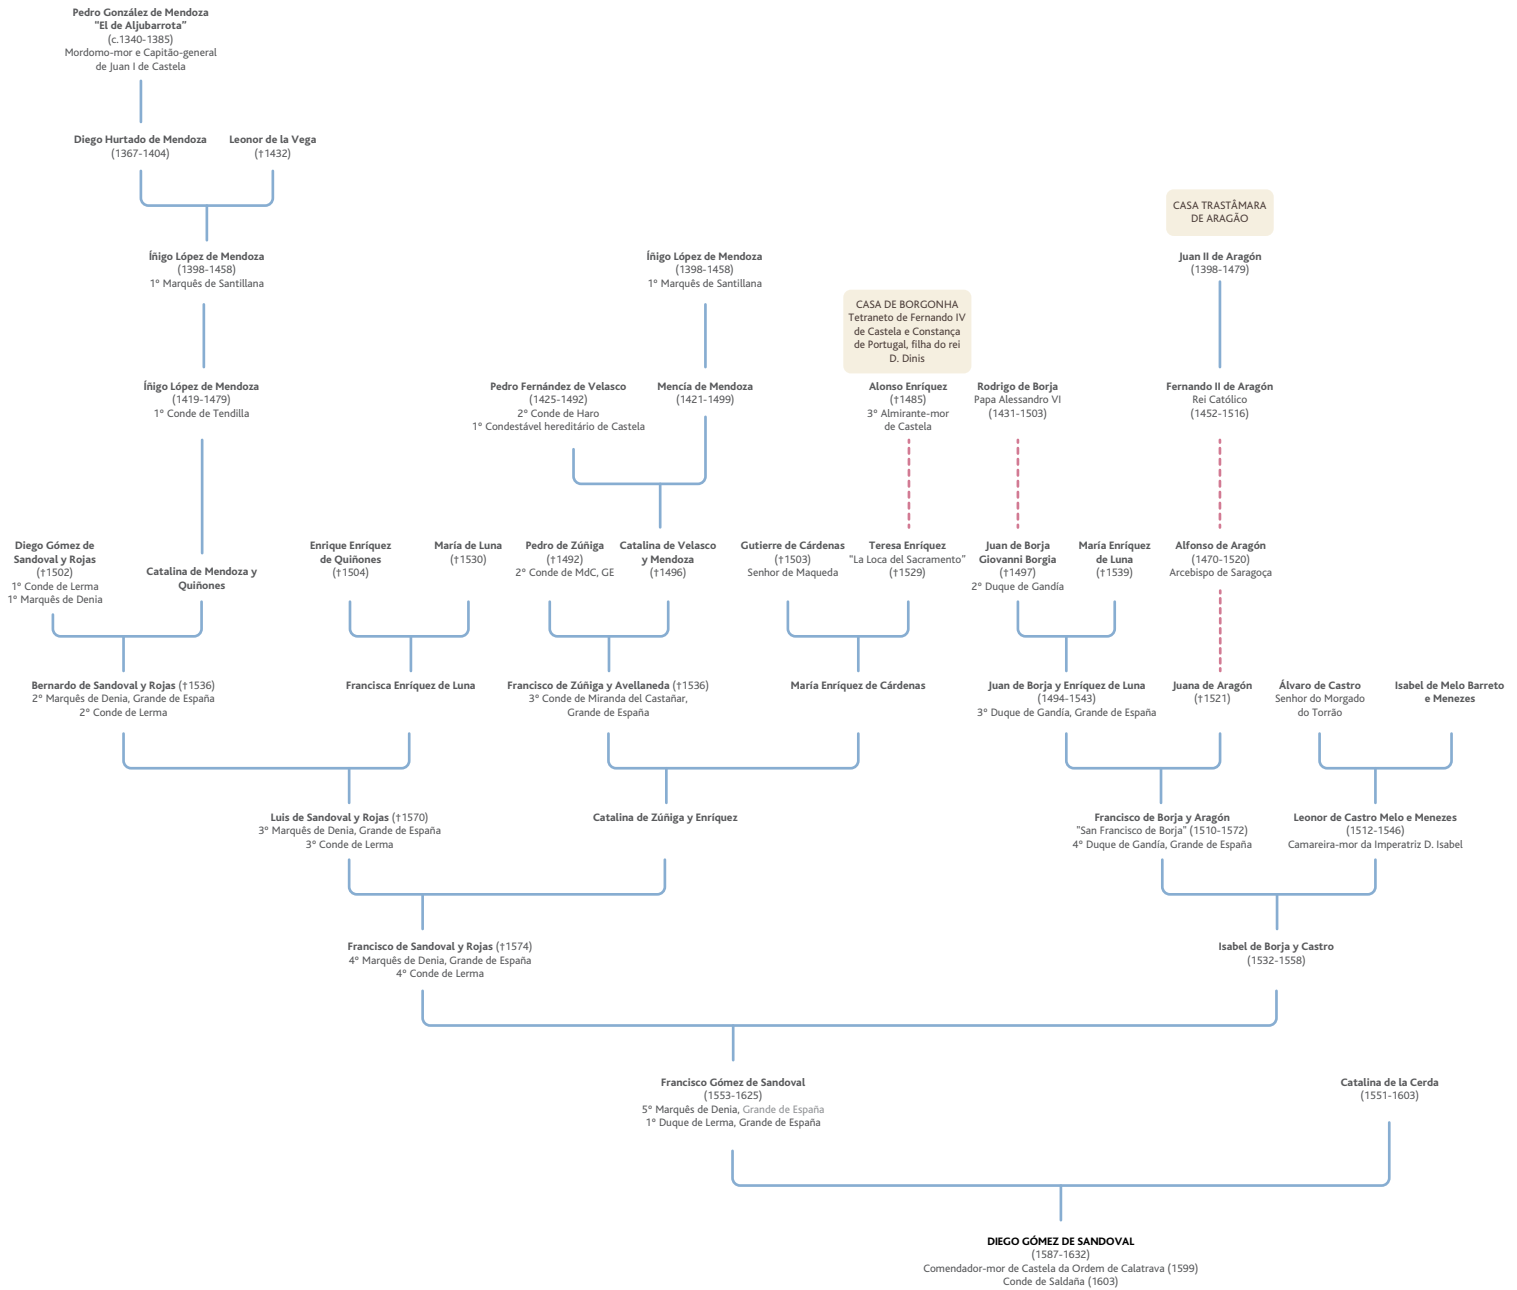 Pedro González de Mendoza
"El de Aljubarrota"
(c.1340-1385)
Mordomo-mor e Capitão-general
de Juan I de Castela
Diego Hurtado de Mendoza
(1367-1404)
Leonor de la Vega
(†1432)
CASA TRASTÂMARA
DE ARAGÃO
Íñigo López de Mendoza
(1398-1458)
1º Marquês de Santillana
Íñigo López de Mendoza
(1398-1458)
1º Marquês de Santillana
Juan II de Aragón
(1398-1479)
CASA DE BORGONHA
Tetraneto de Fernando IV
de Castela e Constança
de Portugal, filha do rei
D. Dinis
Íñigo López de Mendoza
(1419-1479)
1º Conde de Tendilla
Pedro Fernández de Velasco
(1425-1492)
2º Conde de Haro
1º Condestável hereditário de Castela
Mencía de Mendoza
(1421-1499)
Alonso Enríquez
(†1485)
3º Almirante-mor
de Castela
Rodrigo de Borja
Papa Alessandro VI
(1431-1503)
Fernando II de Aragón
Rei Católico
(1452-1516)
Diego Gómez de
Sandoval y Rojas
(†1502)
1º Conde de Lerma
1º Marquês de Denia
Catalina de Mendoza y
Quiñones
Enrique Enríquez
de Quiñones
(†1504)
María de Luna
(†1530)
Pedro de Zúñiga
(†1492)
2º Conde de MdC, GE
Catalina de Velasco
y Mendoza
(†1496)
Gutierre de Cárdenas
(†1503)
Senhor de Maqueda
Teresa Enríquez
"La Loca del Sacramento"
(†1529)
Juan de Borja
Giovanni Borgia
(†1497)
2º Duque de Gandía
María Enríquez
de Luna
(†1539)
Alfonso de Aragón
(1470-1520)
Arcebispo de Saragoça
Bernardo de Sandoval y Rojas (†1536)
2º Marquês de Denia, Grande de España
2º Conde de Lerma
Francisca Enríquez de Luna
Francisco de Zúñiga y Avellaneda (†1536)
3º Conde de Miranda del Castañar,
Grande de España
María Enríquez de Cárdenas
Juan de Borja y Enríquez de Luna
(1494-1543)
3º Duque de Gandía, Grande de España
Juana de Aragón
(†1521)
Álvaro de Castro
Senhor do Morgado
do Torrão
Isabel de Melo Barreto
e Menezes
Luis de Sandoval y Rojas (†1570)
3º Marquês de Denia, Grande de España
3º Conde de Lerma
Catalina de Zúñiga y Enríquez
Francisco de Borja y Aragón
"San Francisco de Borja" (1510-1572)
4º Duque de Gandía, Grande de España
Leonor de Castro Melo e Menezes
(1512-1546)
Camareira-mor da Imperatriz D. Isabel
Francisco de Sandoval y Rojas (†1574)
4º Marquês de Denia, Grande de España
4º Conde de Lerma
Isabel de Borja y Castro
(1532-1558)
Francisco Gómez de Sandoval
(1553-1625)
5º Marquês de Denia, Grande de España
1º Duque de Lerma, Grande de España
Catalina de la Cerda
(1551-1603)
DIEGO GÓMEZ DE SANDOVAL
(1587-1632)
Comendador-mor de Castela da Ordem de Calatrava (1599)
Conde de Saldaña (1603)